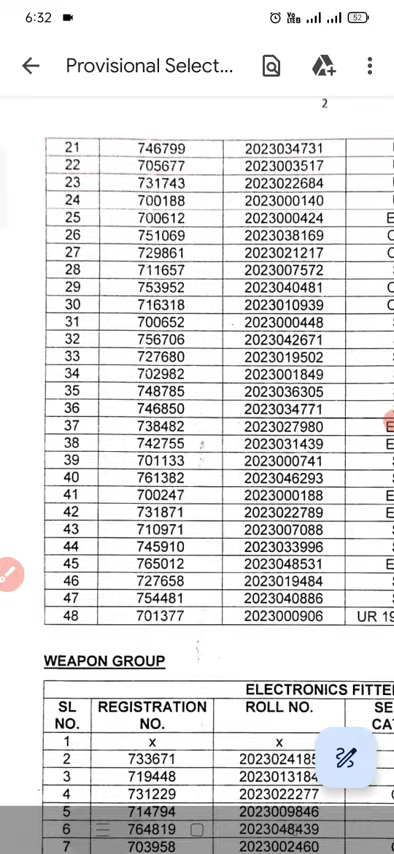 6:32 Vo LTE 52
Provisional Select...
2
21 746799 2023034731
22 705677 2023003517
23 731743 2023022684
24 700188 2023000140
25 700612 2023000424 E
26 751069 2023038169
27 729861 2023021217
28 711657 2023007572
29 753952 2023040481
30 716318 2023010939
31 700652 2023000448
32 756706 2023042671
33 727680 2023019502
34 702982 2023001849
35 748785 2023036305
36 746850 2023034771
37 738482 2023027980 E
38 742755 2023031439 E
39 701133 2023000741
40 761382 2023046293
41 700247 2023000188 E
42 731871 2023022789 E
43 710971 2023007088
44 745910 2023033996
45 765012 2023048531 E
46 727658 2023019484
47 754481 2023040886
48 701377 2023000906 UR 19
WEAPON GROUP
ELECTRONICS FITTE
SL REGISTRATION ROLL NO. SE
NO. NO. CA
1 x x
2 733671 2023024185
3 719448 2023013184
4 731229 2023022277
5 714794 2023009846
6 764819 2023048439
7 703958 2023002460